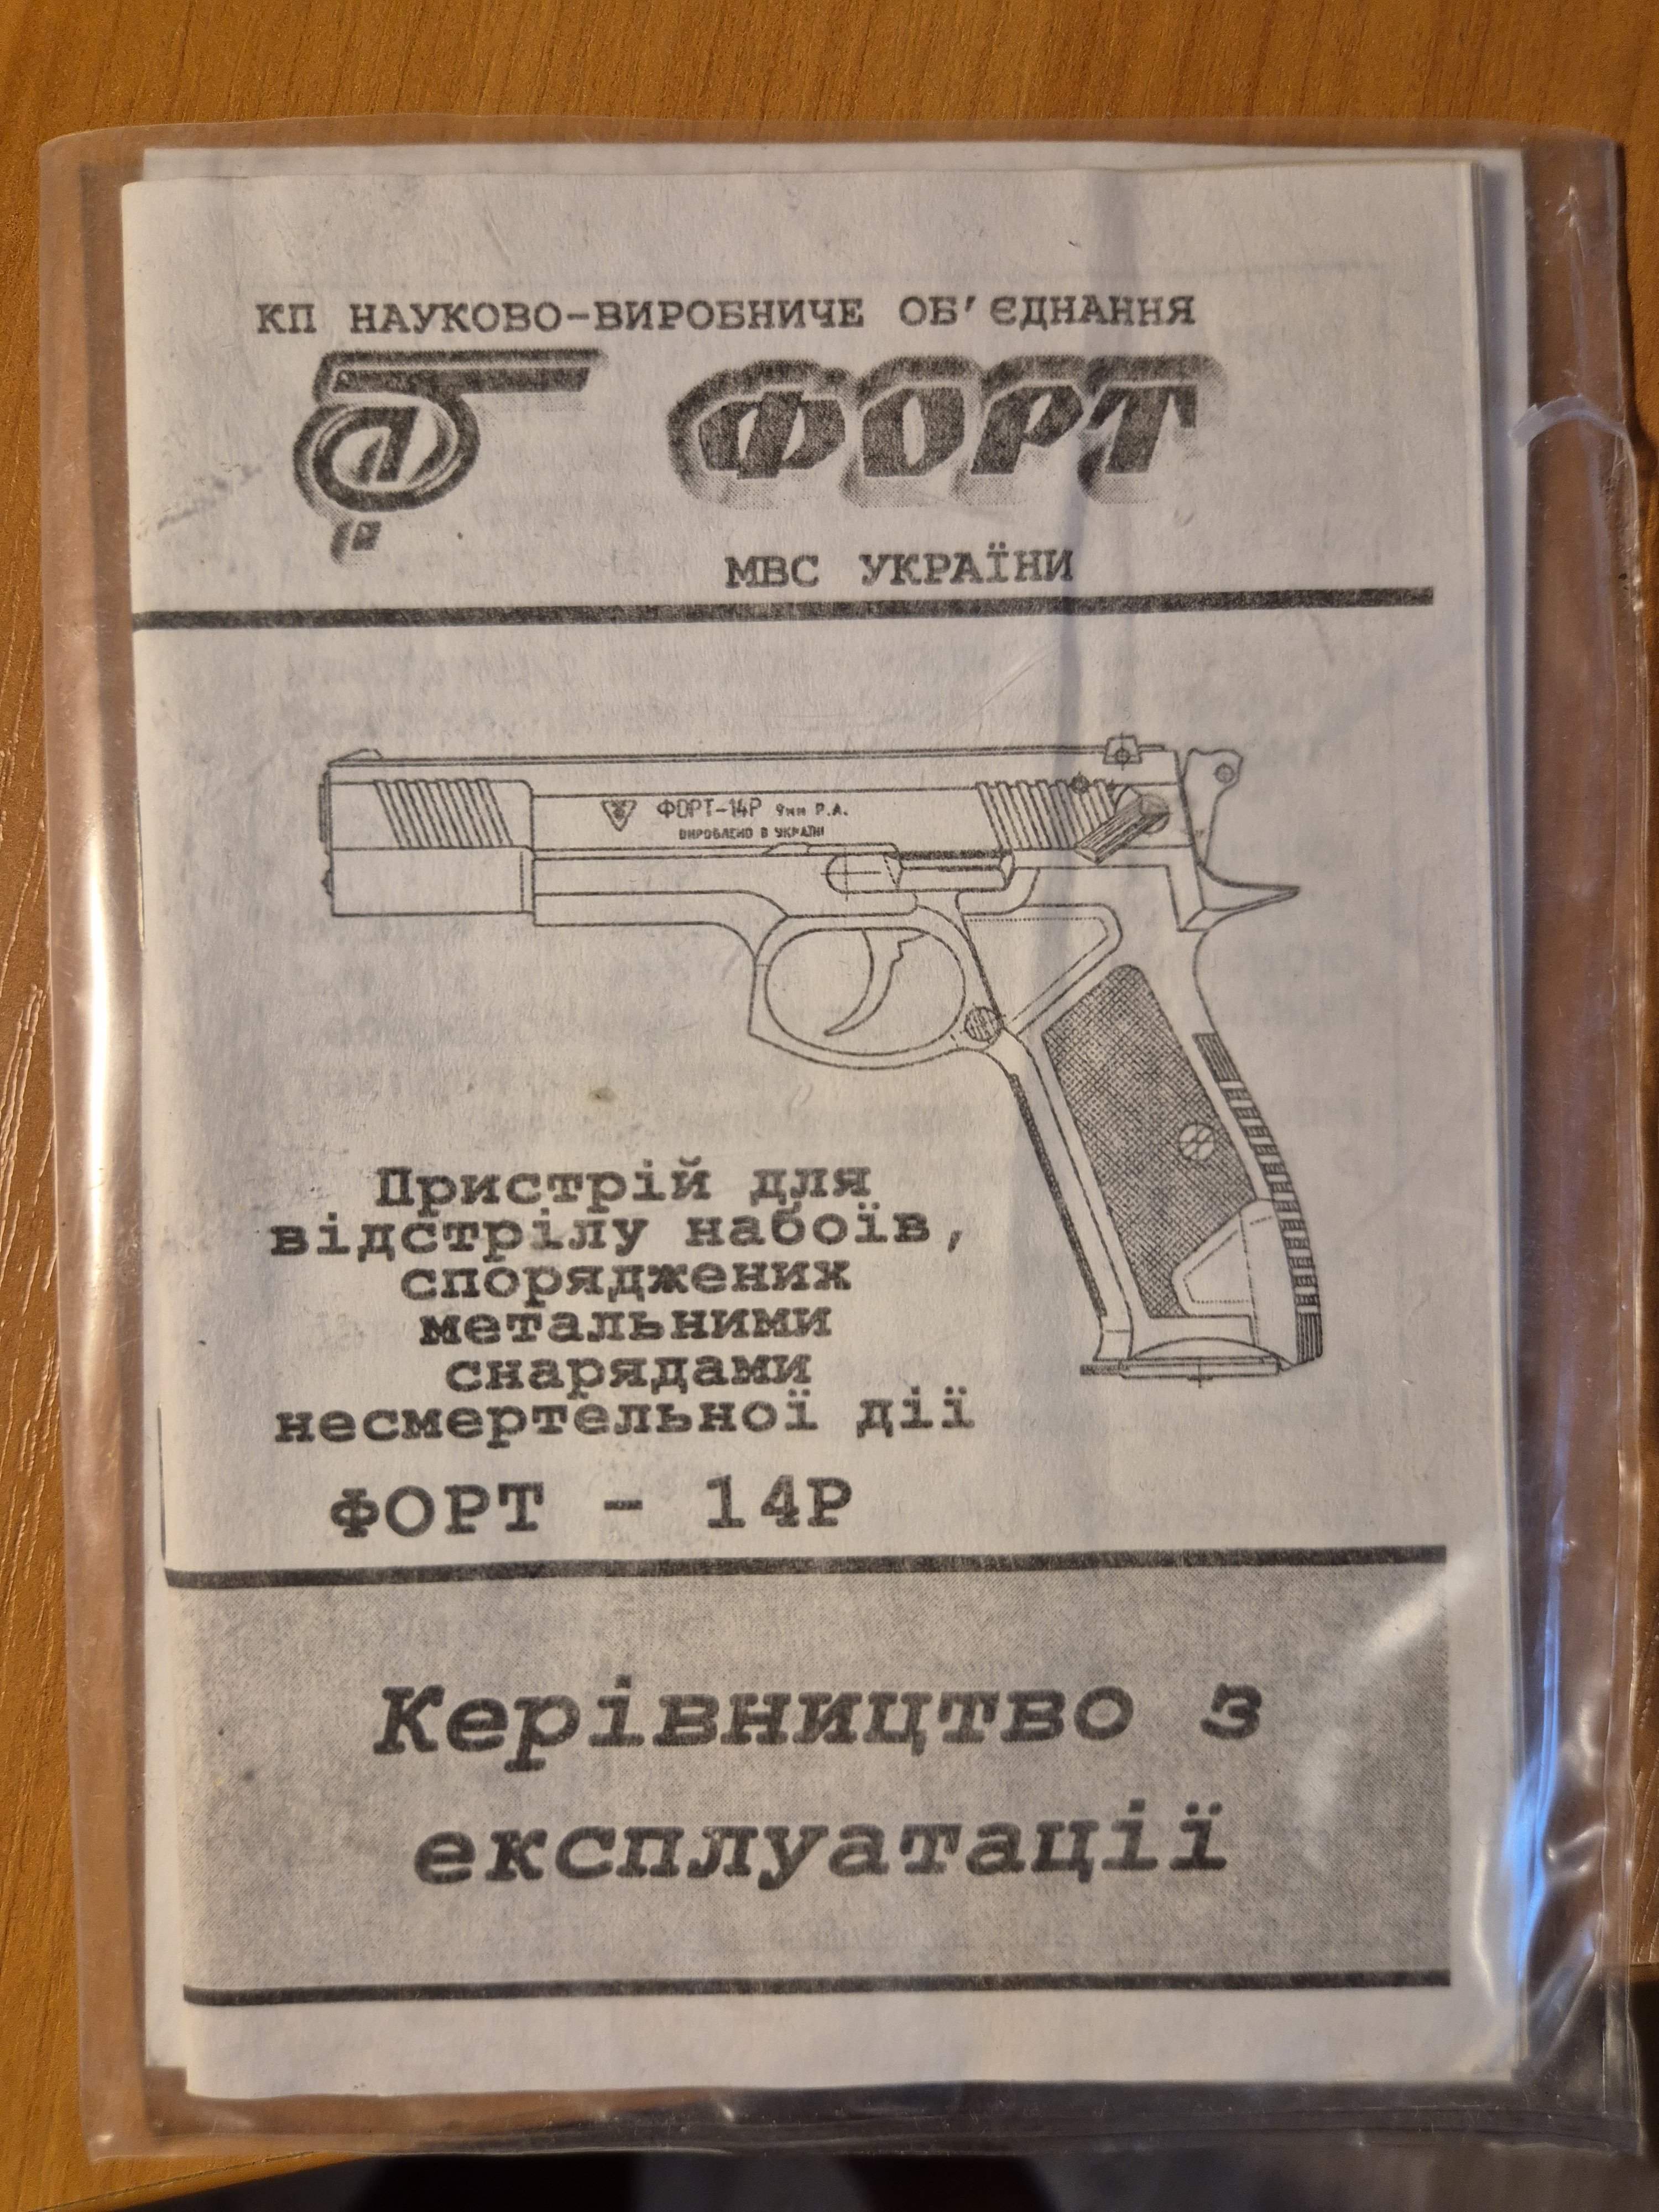 КП НАУКОВО-ВИРОБНИЧЕ ОБ'ЄДНАННЯ
ФОРТ
МВС УКРАЇНИ
ФОРТ-14Р 9мм Р.А.
ВИРОБЛЕНО В УКРАЇНІ
Пристрій для
відстрілу набоїв,
споряджених
метальними
снарядами
несмертельної дії
ФОРТ - 14Р
Керівництво з
експлуатації